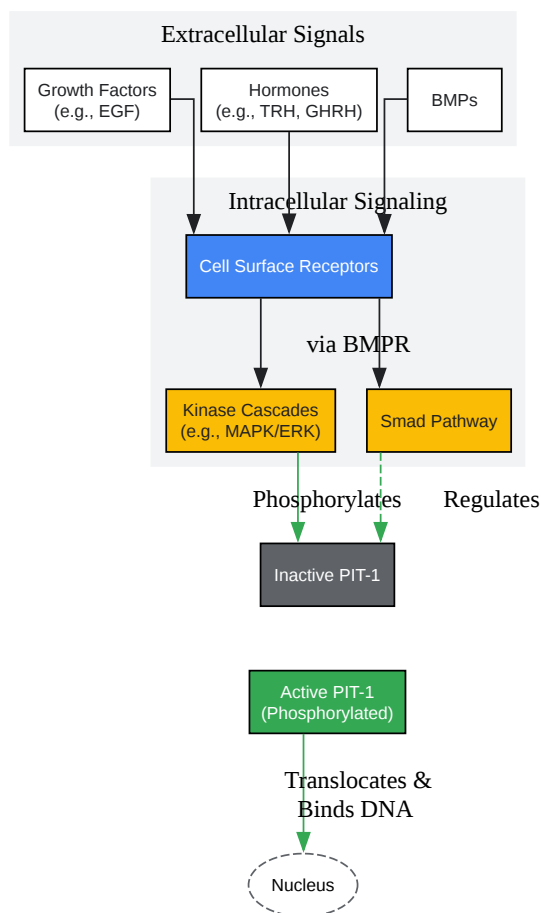 Extracellular Signals
Growth Factors
(e.g., EGF)
Hormones
(e.g., TRH, GHRH)
BMPs
Intracellular Signaling
Cell Surface Receptors
via BMPR
Kinase Cascades
(e.g., MAPK/ERK)
Smad Pathway
Phosphorylates
Regulates
Inactive PIT-1
Active PIT-1
(Phosphorylated)
Translocates &
Binds DNA
Nucleus